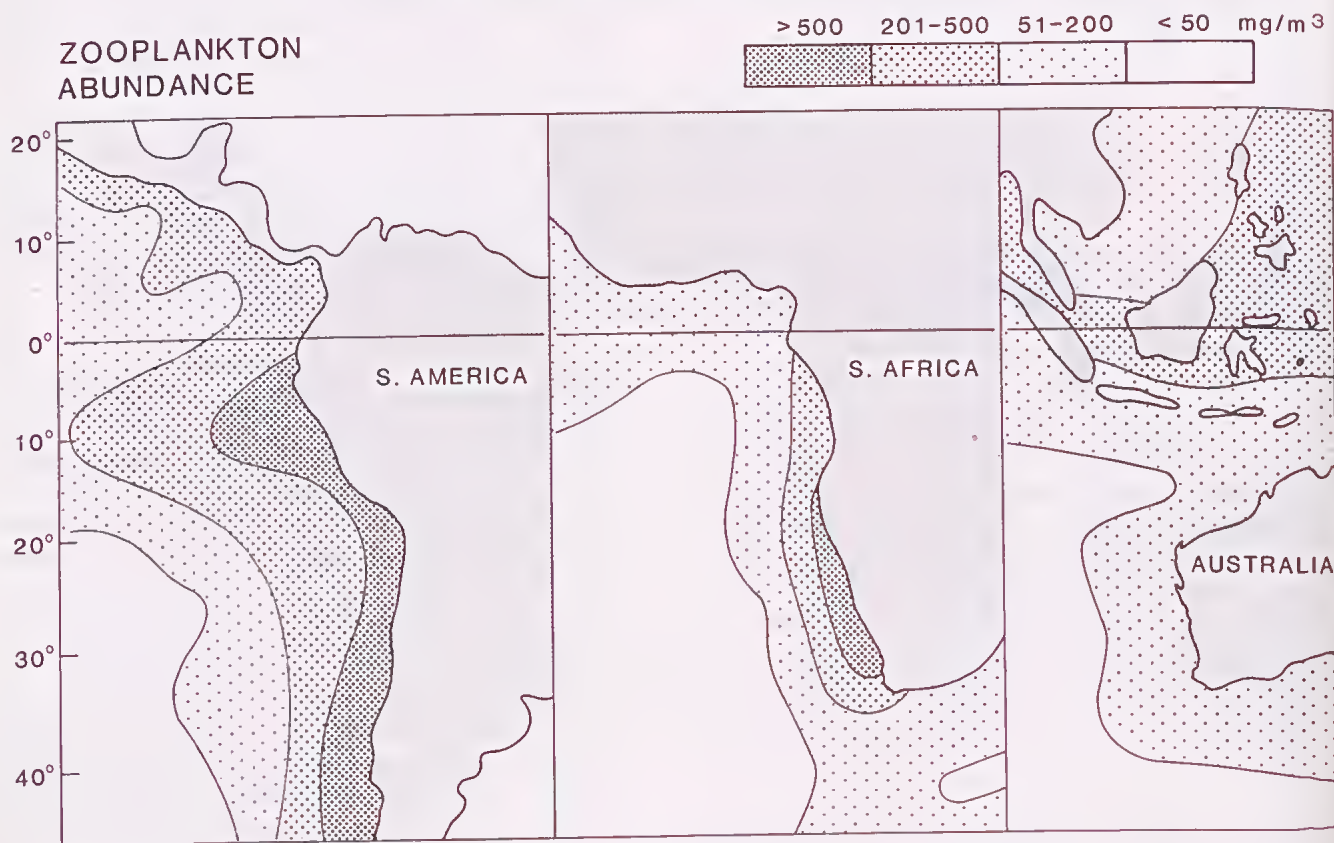 ZOOPLANKTON
ABUNDANCE
>500 201-500 51-200 <50 mg/m³
20°
10°
0°
10°
20°
30°
40°
S. AMERICA
S. AFRICA
AUSTRALIA